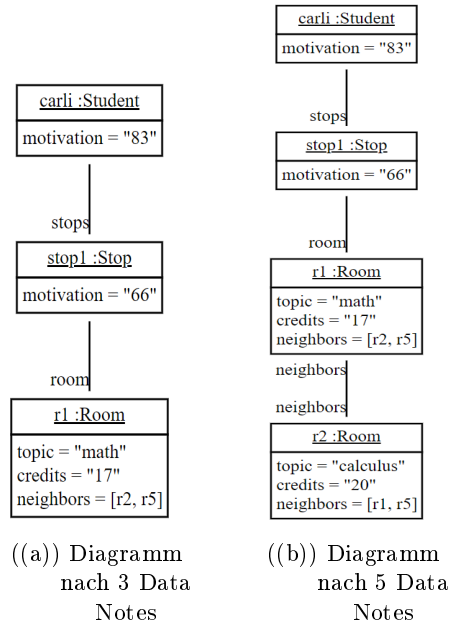 carli :Student
motivation = "83"
stops
stop1 :Stop
motivation = "66"
room
r1 :Room
topic = "math"
credits = "17"
neighbors = [r2, r5]
((a)) Diagramm
nach 3 Data
Notes
carli :Student
motivation = "83"
stops
stop1 :Stop
motivation = "66"
room
r1 :Room
topic = "math"
credits = "17"
neighbors = [r2, r5]
neighbors
neighbors
r2 :Room
topic = "calculus"
credits = "20"
neighbors = [r1, r5]
((b)) Diagramm
nach 5 Data
Notes